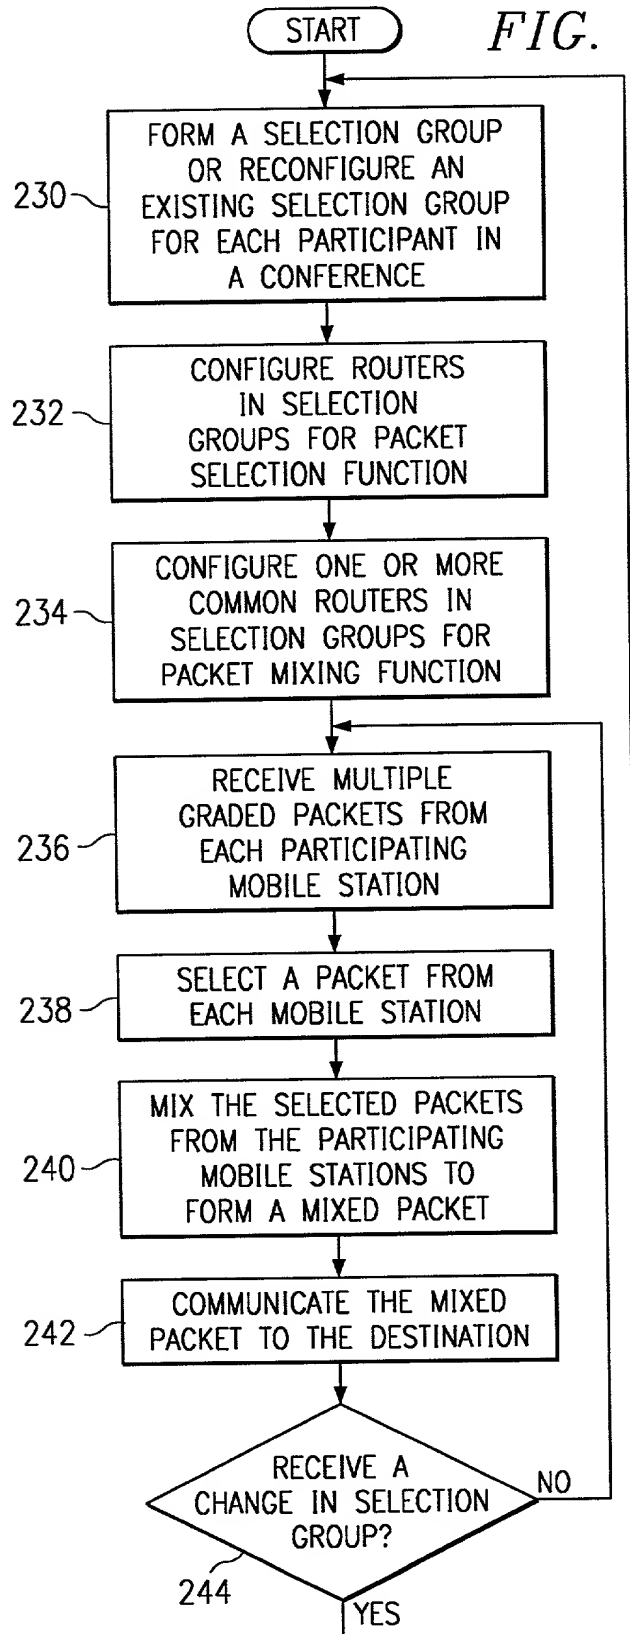 START
FIG.
230
FORM A SELECTION GROUP
OR RECONFIGURE AN
EXISTING SELECTION GROUP
FOR EACH PARTICIPANT IN
A CONFERENCE
232
CONFIGURE ROUTERS
IN SELECTION
GROUPS FOR PACKET
SELECTION FUNCTION
234
CONFIGURE ONE OR MORE
COMMON ROUTERS IN
SELECTION GROUPS FOR
PACKET MIXING FUNCTION
236
RECEIVE MULTIPLE
GRADED PACKETS FROM
EACH PARTICIPATING
MOBILE STATION
238
SELECT A PACKET FROM
EACH MOBILE STATION
240
MIX THE SELECTED PACKETS
FROM THE PARTICIPATING
MOBILE STATIONS TO
FORM A MIXED PACKET
242
COMMUNICATE THE MIXED
PACKET TO THE DESTINATION
RECEIVE A
CHANGE IN SELECTION
GROUP?
NO
244
YES